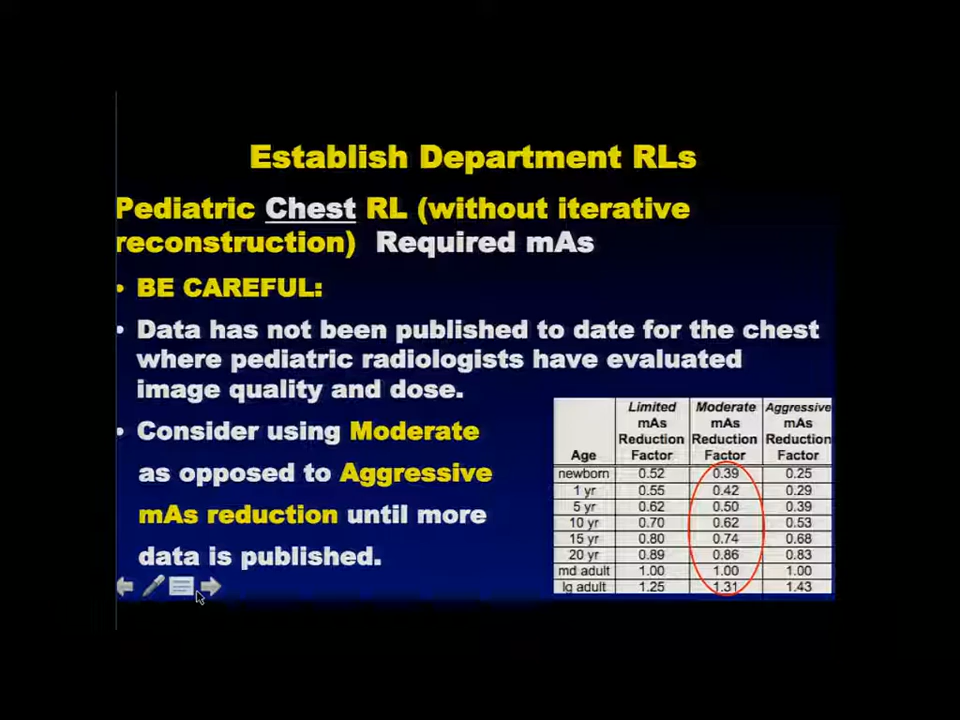 Establish Department RLs
Pediatric Chest RL (without iterative
reconstruction) Required mAs
• BE CAREFUL:
• Data has not been published to date for the chest
where pediatric radiologists have evaluated
image quality and dose.
• Consider using Moderate
as opposed to Aggressive
mAs reduction until more
data is published.
Limited Moderate Aggressive
mAs mAs mAs
Reduction Reduction Reduction
Age Factor Factor Factor
newborn 0.52 0.39 0.25
1 yr 0.55 0.42 0.29
5 yr 0.62 0.50 0.39
10 yr 0.70 0.62 0.53
15 yr 0.80 0.74 0.68
20 yr 0.89 0.86 0.83
md adult 1.00 1.00 1.00
lg adult 1.25 1.31 1.43